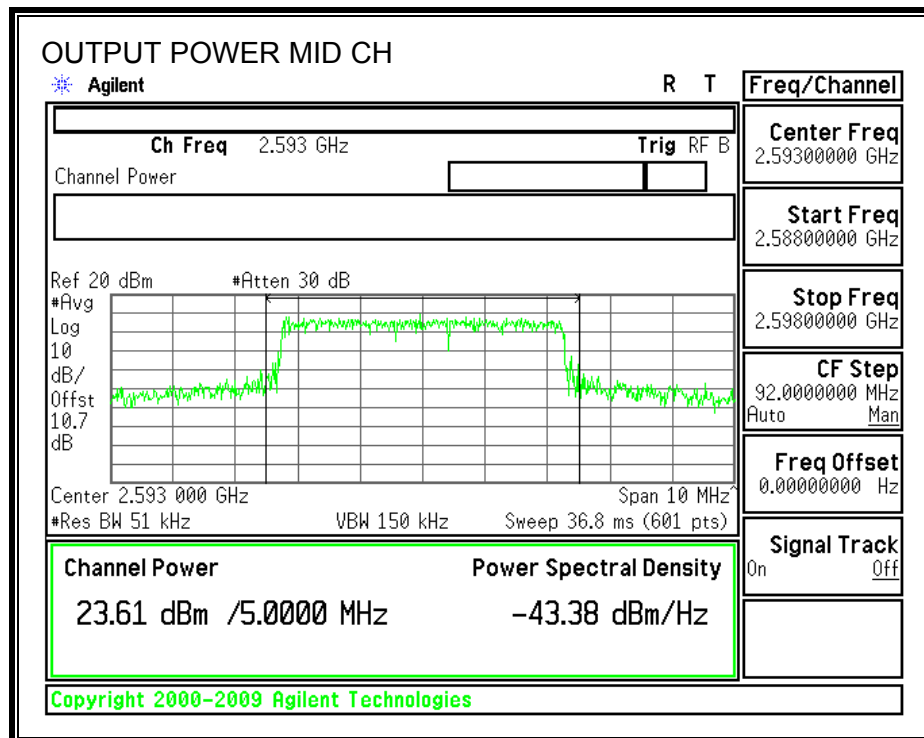 OUTPUT POWER MID CH
Agilent R T
Freq/Channel
Ch Freq 2.593 GHz Trig RF B
Channel Power
Center Freq
2.59300000 GHz
Start Freq
2.58800000 GHz
Stop Freq
2.59800000 GHz
CF Step
92.0000000 MHz
Auto Man
Freq Offset
0.00000000 Hz
Signal Track
On Off
Ref 20 dBm #Atten 30 dB
#Avg
Log
10
dB/
Offst
10.7
dB
Center 2.593 000 GHz Span 10 MHz^
#Res BW 51 kHz VBW 150 kHz Sweep 36.8 ms (601 pts)
Channel Power Power Spectral Density
23.61 dBm /5.0000 MHz -43.38 dBm/Hz
Copyright 2000-2009 Agilent Technologies